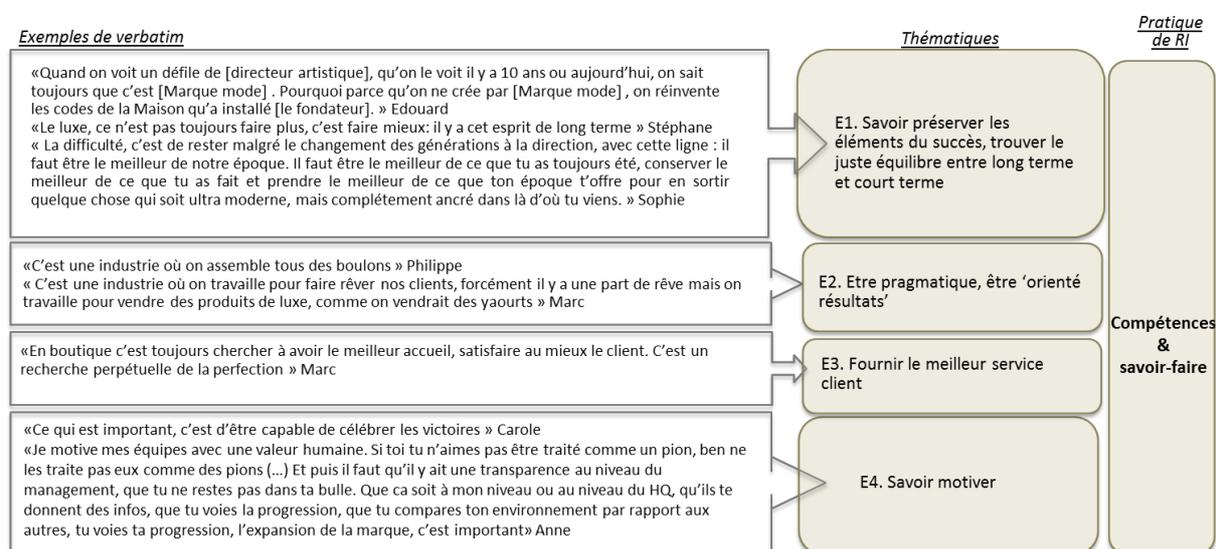 Exemples de verbatim
Thématiques
Pratique
de RI
«Quand on voit un défile de [directeur artistique], qu’on le voit il y a 10 ans ou aujourd’hui, on sait
toujours que c’est [Marque mode] . Pourquoi parce qu’on ne crée par [Marque mode] , on réinvente
les codes de la Maison qu’a installé [le fondateur]. » Edouard
«Le luxe, ce n’est pas toujours faire plus, c’est faire mieux: il y a cet esprit de long terme » Stéphane
« La difficulté, c’est de rester malgré le changement des générations à la direction, avec cette ligne : il
faut être le meilleur de notre époque. Il faut être le meilleur de ce que tu as toujours été, conserver le
meilleur de ce que tu as fait et prendre le meilleur de ce que ton époque t’offre pour en sortir
quelque chose qui soit ultra moderne, mais complétement ancré dans là d’où tu viens. » Sophie
E1. Savoir préserver les
éléments du succès, trouver le
juste équilibre entre long terme
et court terme
«C’est une industrie où on assemble tous des boulons » Philippe
« C’est une industrie où on travaille pour faire rêver nos clients, forcément il y a une part de rêve mais on
travaille pour vendre des produits de luxe, comme on vendrait des yaourts » Marc
E2. Etre pragmatique, être ‘orienté
résultats’
«En boutique c’est toujours chercher à avoir le meilleur accueil, satisfaire au mieux le client. C’est un
recherche perpétuelle de la perfection » Marc
E3. Fournir le meilleur service
client
«Ce qui est important, c’est d’être capable de célébrer les victoires » Carole
«Je motive mes équipes avec une valeur humaine. Si toi tu n’aimes pas être traité comme un pion, ben ne
les traite pas eux comme des pions (…) Et puis il faut qu’il y ait une transparence au niveau du
management, que tu ne restes pas dans ta bulle. Que ca soit à mon niveau ou au niveau du HQ, qu’ils te
donnent des infos, que tu voies la progression, que tu compares ton environnement par rapport aux
autres, tu voies ta progression, l’expansion de la marque, c’est important» Anne
E4. Savoir motiver
Compétences
&
savoir-faire